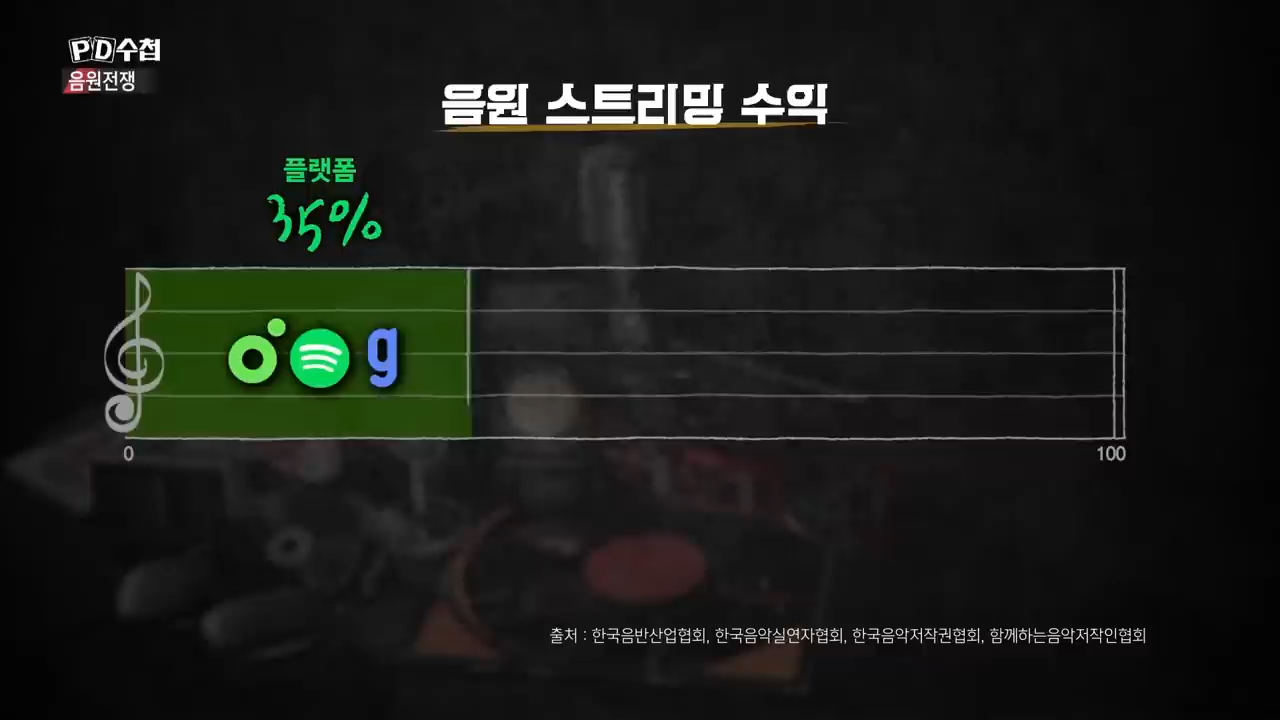 PD수첩
음원전쟁
음원 스트리밍 수익
플랫폼
35%
g
0
100
출처 : 한국음반산업협회, 한국음악실연자협회, 한국음악저작권협회, 함께하는음악저작인협회